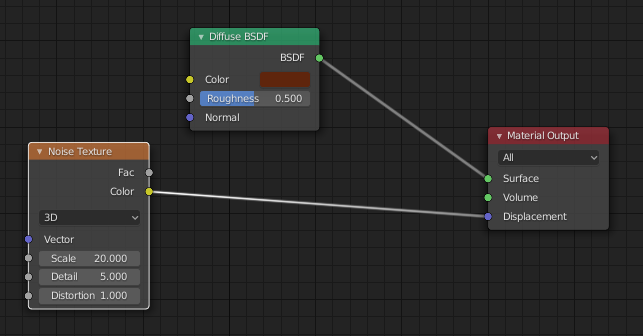 Diffuse BSDF
BSDF
Color
Roughness 0.500
Normal
Noise Texture
Fac
Color
3D
Vector
Scale 20.000
Detail 5.000
Distortion 1.000
Material Output
All
Surface
Volume
Displacement